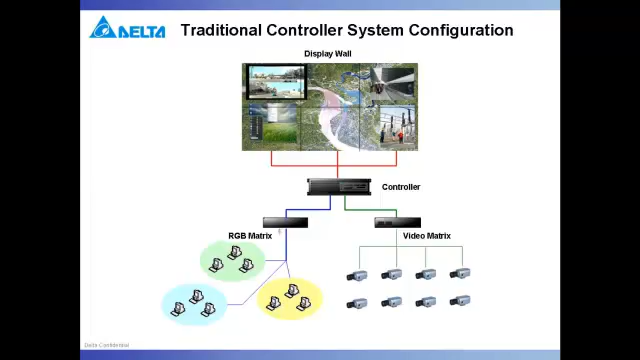 DELTA
Traditional Controller System Configuration
Display Wall
Controller
RGB Matrix
Video Matrix
Delta Confidential